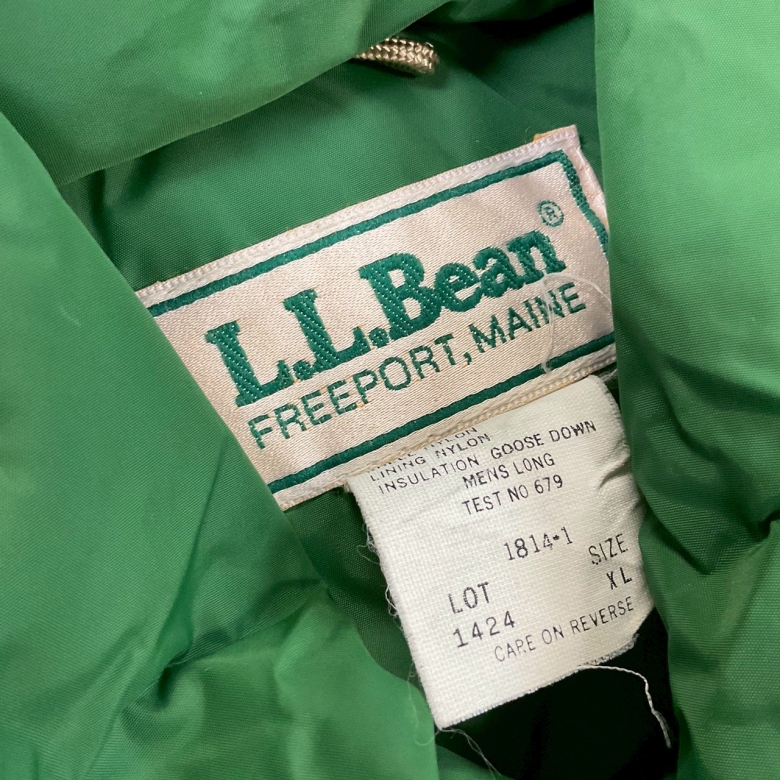 L.L.Bean®
FREEPORT, MAINE
NYLON
LINING NYLON
INSULATION GOOSE DOWN
MENS LONG
TEST NO 679
1814-1
LOT SIZE
1424 XL
CARE ON REVERSE